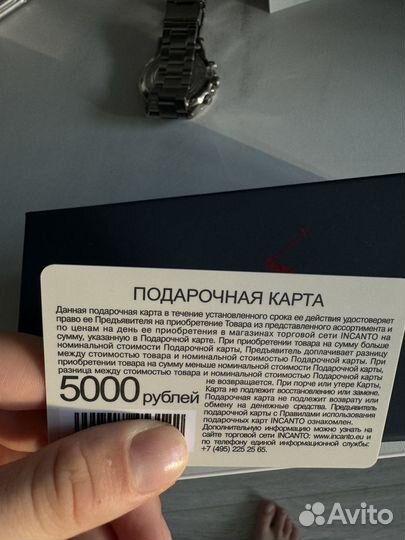 ПОДАРОЧНАЯ КАРТА
Данная подарочная карта в течение установленного срока ее действия удостоверяет
право ее Предъявителя на приобретение Товара из представленного ассортимента и
по ценам на день ее приобретения в магазинах торговой сети INCANTO на
сумму, указанную в Подарочной карте. При приобретении товара на сумму больше
номинальной стоимости Подарочной карты, Предъявитель доплачивает разницу
между стоимостью товара и номинальной стоимостью Подарочной Карты. При
приобретении товара на сумму меньше номинальной стоимости Подарочной Карты,
разница между стоимостью товаром и номинальной стоимостью Подарочной карты
не возвращается. При порче или утере Карты,
Карта не подлежит восстановлению или замене.
Подарочная карта не подлежит возврату или
обмену на денежные средства. Предъявитель
подарочной карты с Правилами использования
подарочных карт INCANTO ознакомлен.
Дополнительную информацию можно узнать на
сайте торговой сети INCANTO: www.incanto.eu и
по телефону единой информационной службы:
+7 (495) 225 25 65.
5000 рублей
Avito